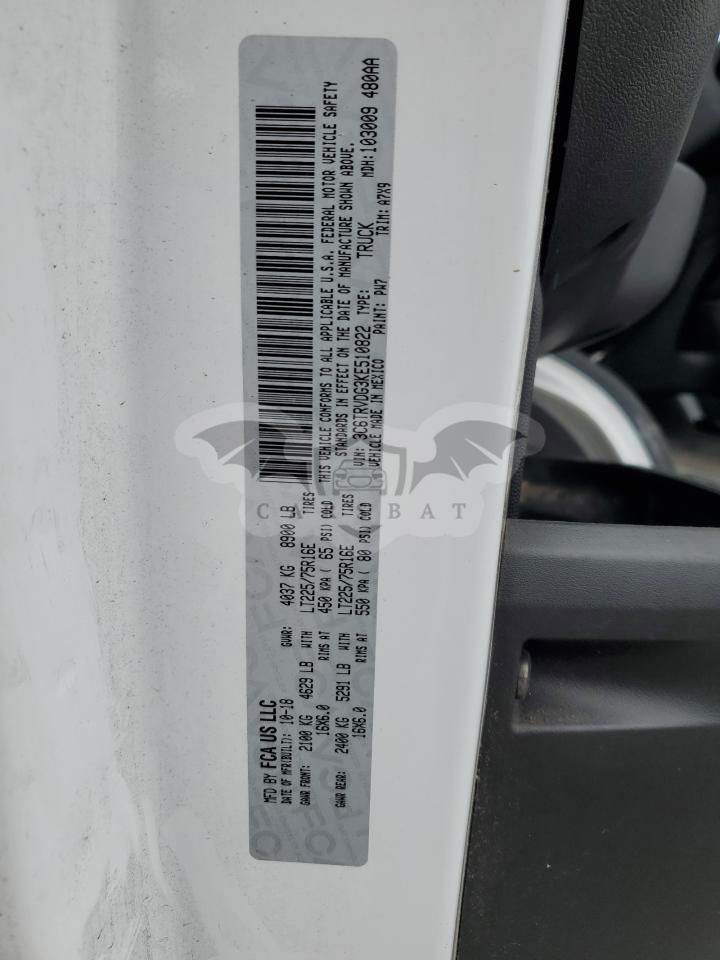 MFD BY FCA US LLC
DATE OF MFR(BUILT): 10-18 GVWR: 4037 KG 8900 LB
GAWR FRONT: 2100 KG 4629 LB WITH LT225/75R16E TIRES
16X6.0 RIMS AT 450 KPA ( 65 PSI) COLD
GAWR REAR: 2400 KG 5291 LB WITH LT225/75R16E TIRES
16X6.0 RIMS AT 550 KPA ( 80 PSI) COLD
THIS VEHICLE CONFORMS TO ALL APPLICABLE U.S.A. FEDERAL MOTOR VEHICLE SAFETY
STANDARDS IN EFFECT ON THE DATE OF MANUFACTURE SHOWN ABOVE.
VIN: 3C6TRVDG3KE510822 TYPE: TRUCK MDH: 103009 480AA
VEHICLE MADE IN MEXICO PAINT: PW7 TRIM: A7X9
CARBAT